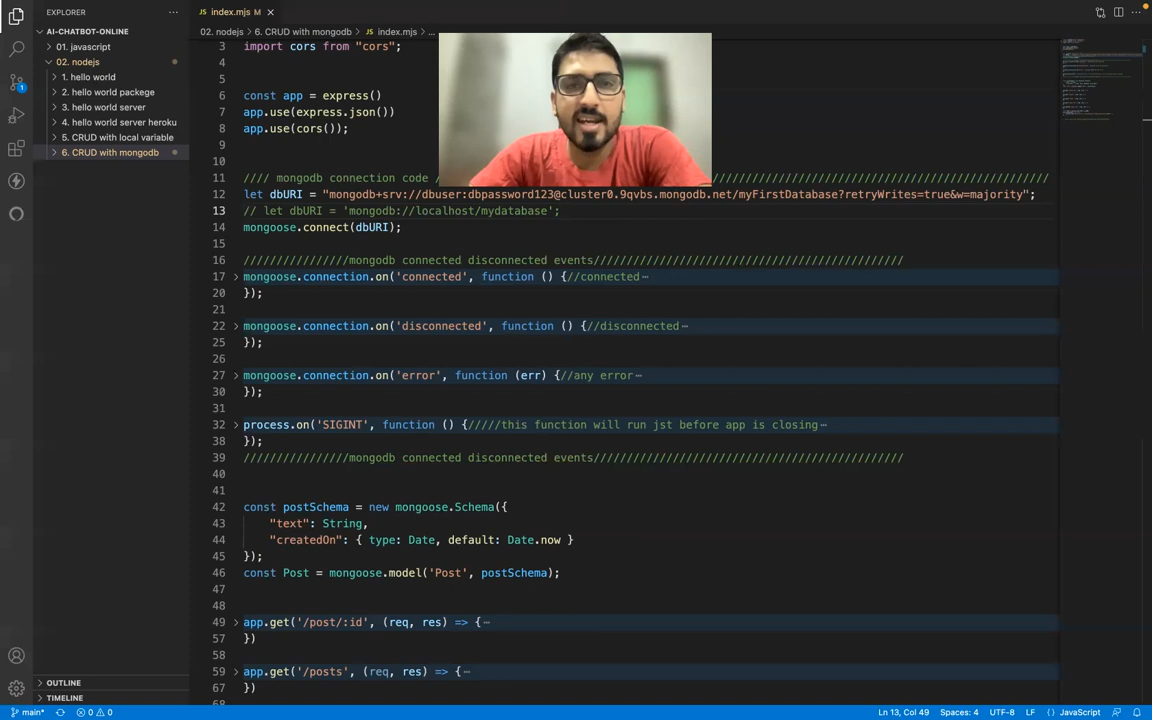 EXPLORER
AI-CHATBOT-ONLINE
01. javascript
02. nodejs
1. hello world
2. hello world packege
3. hello world server
4. hello world server heroku
5. CRUD with local variable
6. CRUD with mongodb
OUTLINE
TIMELINE
JS index.mjs M
02. nodejs > 6. CRUD with mongodb > JS index.mjs > ...
3 import cors from "cors";
4
5
6 const app = express()
7 app.use(express.json())
8 app.use(cors());
9
10
11 //// mongodb connection code
12 let dbURI = "mongodb+srv://dbuser:dbpassword123@cluster0.9qvbs.mongodb.net/myFirstDatabase?retryWrites=true&w=majority";
13 // let dbURI = 'mongodb://localhost/mydatabase';
14 mongoose.connect(dbURI);
15
16 ////////////////mongodb connected disconnected events///////////////////////////////////////////////
17 mongoose.connection.on('connected', function () {//connected…
20 });
21
22 mongoose.connection.on('disconnected', function () {//disconnected…
25 });
26
27 mongoose.connection.on('error', function (err) {//any error…
30 });
31
32 process.on('SIGINT', function () {/////this function will run jst before app is closing…
38 });
39 ////////////////mongodb connected disconnected events///////////////////////////////////////////////
40
41
42 const postSchema = new mongoose.Schema({
43 "text": String,
44 "createdOn": { type: Date, default: Date.now }
45 });
46 const Post = mongoose.model('Post', postSchema);
47
48
49 app.get('/post/:id', (req, res) => {…
57 })
58
59 app.get('/posts', (req, res) => {…
67 })
68
1
main* 0 0 Ln 13, Col 49 Spaces: 4 UTF-8 LF {} JavaScript